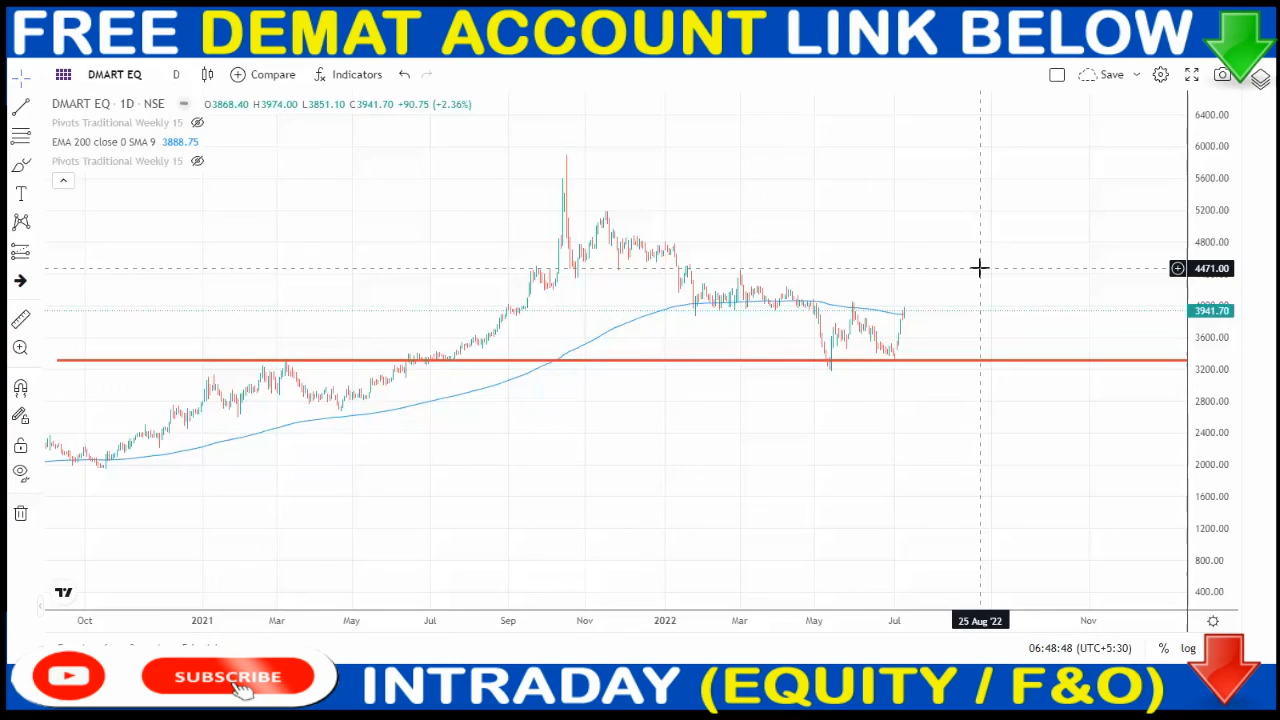 FREE DEMAT ACCOUNT LINK BELOW
DMART EQ D Compare Indicators Save
DMART EQ · 1D · NSE O3868.40 H3974.00 L3851.10 C3941.70 +90.75 (+2.36%)
Pivots Traditional Weekly 15
EMA 200 close 0 SMA 9 3888.75
Pivots Traditional Weekly 15
6400.00
6000.00
5600.00
5200.00
4800.00
4471.00
3941.70
3600.00
3200.00
2800.00
2400.00
2000.00
1600.00
1200.00
800.00
400.00
Oct 2021 Mar May Jul Sep Nov 2022 Mar May Jul 25 Aug '22 Nov
06:48:48 (UTC+5:30) % log
SUBSCRIBE
INTRADAY (EQUITY / F&O)